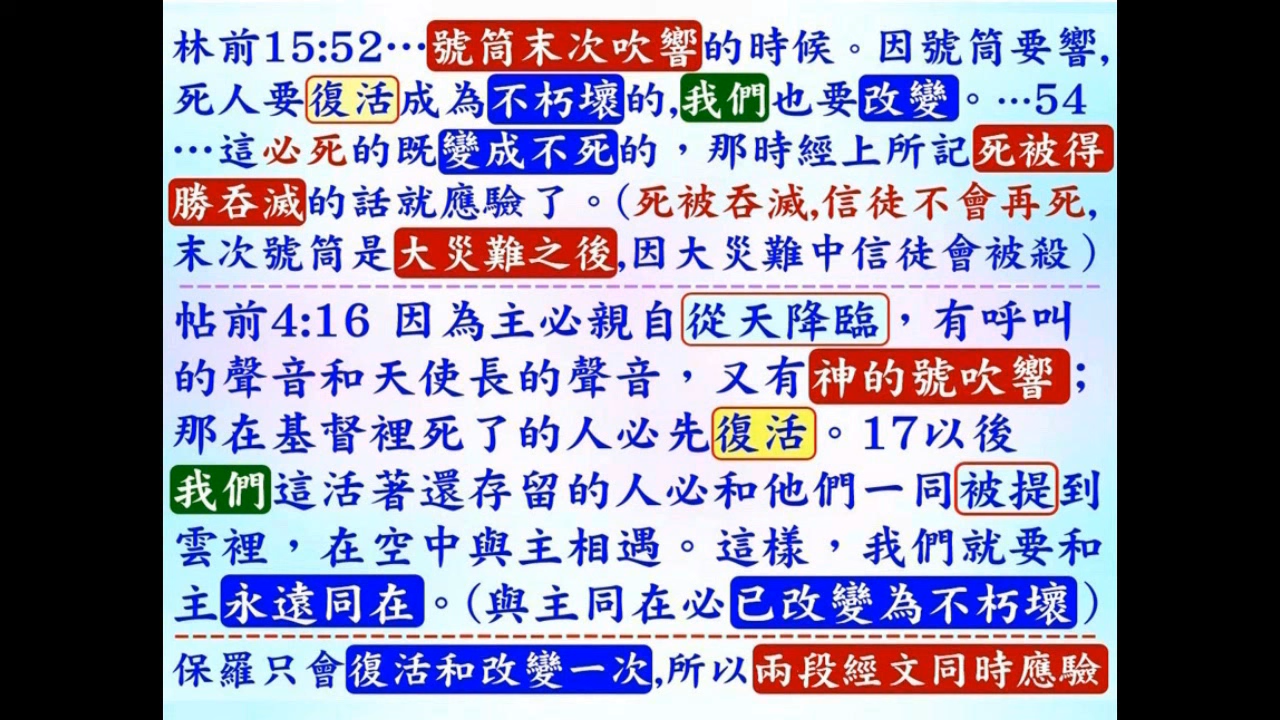 林前15:52…號筒末次吹響的時候。因號筒要響,
死人要復活成為不朽壞的,我們也要改變。…54
…這必死的既變成不死的，那時經上所記死被得
勝吞滅的話就應驗了。(死被吞滅,信徒不會再死,
末次號筒是大災難之後,因大災難中信徒會被殺)
帖前4:16 因為主必親自從天降臨，有呼叫
的聲音和天使長的聲音，又有神的號吹響；
那在基督裡死了的人必先復活。17以後
我們這活著還存留的人必和他們一同被提到
雲裡，在空中與主相遇。這樣，我們就要和
主永遠同在。(與主同在必已改變為不朽壞)
保羅只會復活和改變一次,所以兩段經文同時應驗